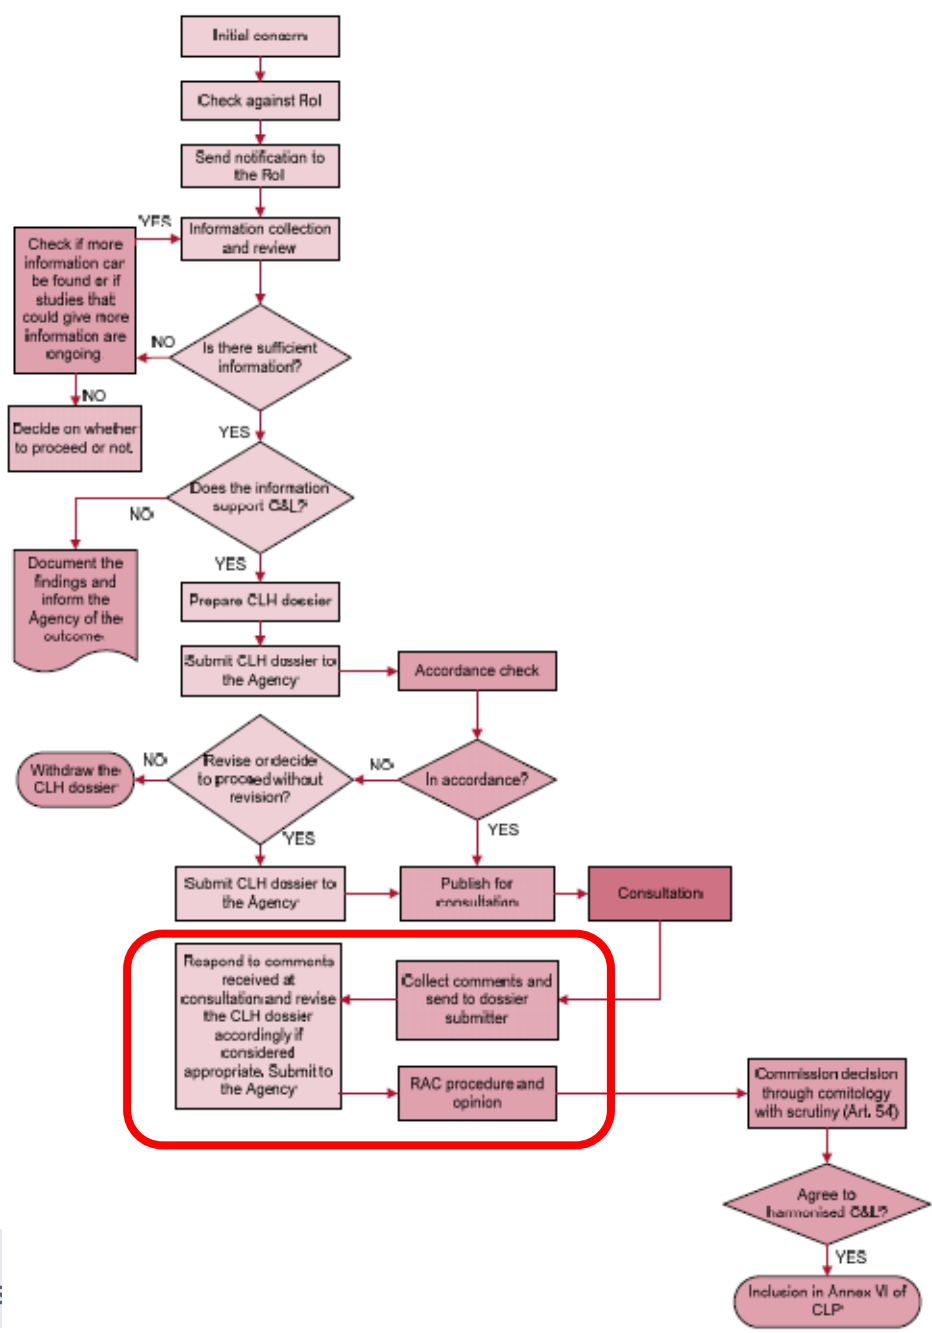 Initial concern
Check against RoI
Send notification to
the RoI
YES
Information collection
and review
Check if more
information can
be found or if
studies that
could give more
information are
ongoing
NO
Is there sufficient
information?
NO
Decide on whether
to proceed or not.
YES
Does the information
support C&L?
NO
YES
Document the
findings and
inform the
Agency of the
outcome
Prepare CLH dossier
Submit CLH dossier to
the Agency
Accordance check
Withdraw the
CLH dossier
NO
Revise or decide
to proceed without
revision?
NO
In accordance?
YES
YES
Submit CLH dossier to
the Agency
Publish for
consultation
Consultation
Respond to comments
received at
consultation and revise
the CLH dossier
accordingly if
considered
appropriate. Submit to
the Agency
Collect comments and
send to dossier
submitter
RAC procedure and
opinion
Commission decision
through comitology
with scrutiny (Art. 54)
Agree to
harmonised C&L?
YES
Inclusion in Annex VI of
CLP